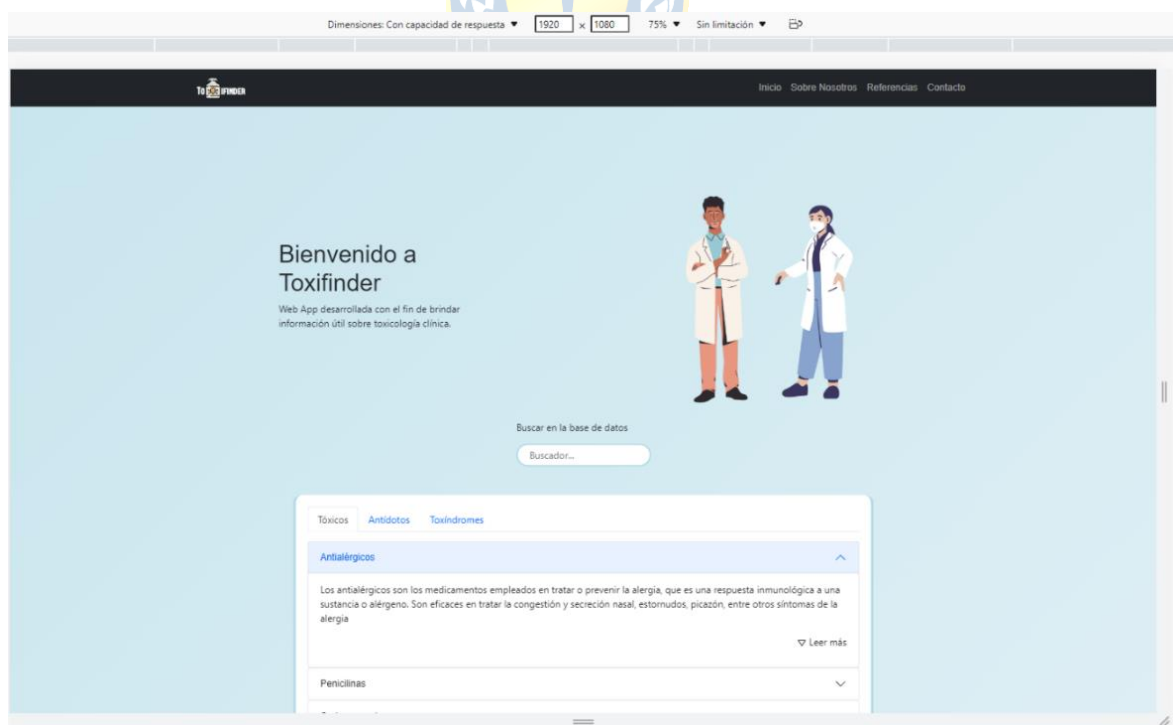 Dimensiones: Con capacidad de respuesta ▼ 1920 × 1080 75% ▼ Sin limitación ▼
Inicio Sobre Nosotros Referencias Contacto
Bienvenido a
Toxifinder
Web App desarrollada con el fin de brindar
información útil sobre toxicología clínica.
Buscar en la base de datos
Buscador...
Tóxicos Antídotos Toxíndromes
Antialérgicos
Los antialérgicos son los medicamentos empleados en tratar o prevenir la alergia, que es una respuesta inmunológica a una
sustancia o alérgeno. Son eficaces en tratar la congestión y secreción nasal, estornudos, picazón, entre otros síntomas de la
alergia
▽ Leer más
Penicilinas